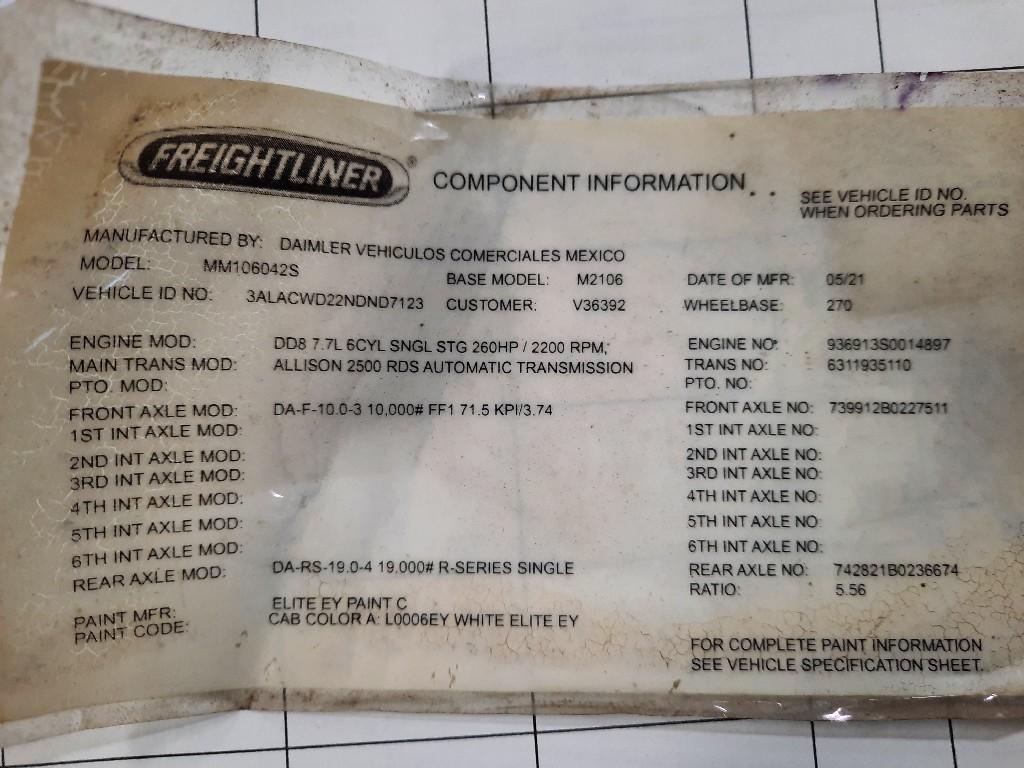 FREIGHTLINER®
COMPONENT INFORMATION
SEE VEHICLE ID NO.
WHEN ORDERING PARTS
MANUFACTURED BY: DAIMLER VEHICULOS COMERCIALES MEXICO
MODEL: MM106042S BASE MODEL: M2106 DATE OF MFR: 05/21
VEHICLE ID NO: 3ALACWD22NDND7123 CUSTOMER: V36392 WHEELBASE: 270
ENGINE MOD: DD8 7.7L 6CYL SNGL STG 260HP / 2200 RPM, ENGINE NO: 936913S0014897
MAIN TRANS MOD: ALLISON 2500 RDS AUTOMATIC TRANSMISSION TRANS NO: 6311935110
PTO. MOD: PTO. NO:
FRONT AXLE MOD: DA-F-10.0-3 10,000# FF1 71.5 KPI/3.74 FRONT AXLE NO: 739912B0227511
1ST INT AXLE MOD: 1ST INT AXLE NO:
2ND INT AXLE MOD: 2ND INT AXLE NO:
3RD INT AXLE MOD: 3RD INT AXLE NO:
4TH INT AXLE MOD: 4TH INT AXLE NO:
5TH INT AXLE MOD: 5TH INT AXLE NO:
6TH INT AXLE MOD: 6TH INT AXLE NO:
REAR AXLE MOD: DA-RS-19.0-4 19,000# R-SERIES SINGLE REAR AXLE NO: 742821B0236674
RATIO: 5.56
PAINT MFR: ELITE EY PAINT C
PAINT CODE: CAB COLOR A: L0006EY WHITE ELITE EY
FOR COMPLETE PAINT INFORMATION
SEE VEHICLE SPECIFICATION SHEET.